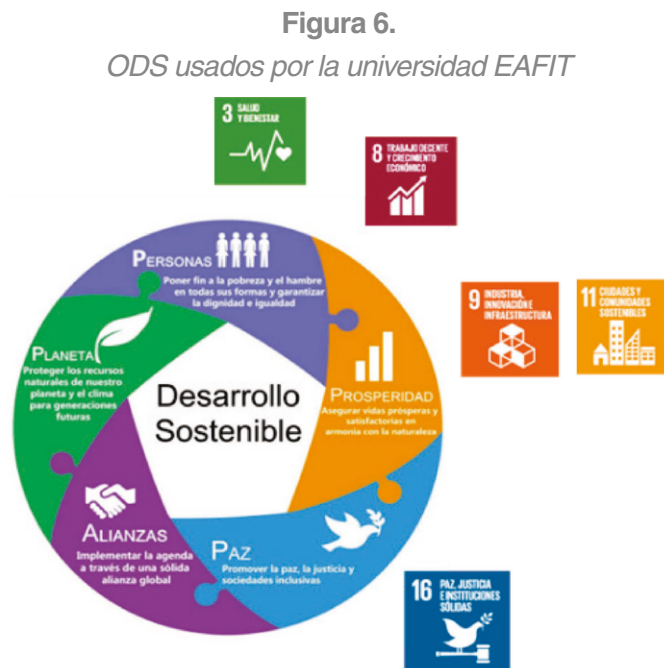 Figura 6.
ODS usados por la universidad EAFIT
3 SALUD
Y BIENESTAR
8 TRABAJO DECENTE
Y CRECIMIENTO
ECONÓMICO
PERSONAS
Poner fin a la pobreza y el hambre
en todas sus formas y garantizar
la dignidad e igualdad
9 INDUSTRIA,
INNOVACIÓN E
INFRAESTRUCTURA
11 CIUDADES Y
COMUNIDADES
SOSTENIBLES
PLANETA
Proteger los recursos
naturales de nuestro
planeta y el clima
para generaciones
futuras
Desarrollo
Sostenible
PROSPERIDAD
Asegurar vidas prósperas y
satisfactorias en
armonía con la naturaleza
ALIANZAS
Implementar la agenda
a través de una sólida
alianza global
PAZ
Promover la paz, la justicia y
sociedades inclusivas
16 PAZ, JUSTICIA
E INSTITUCIONES
SÓLIDAS